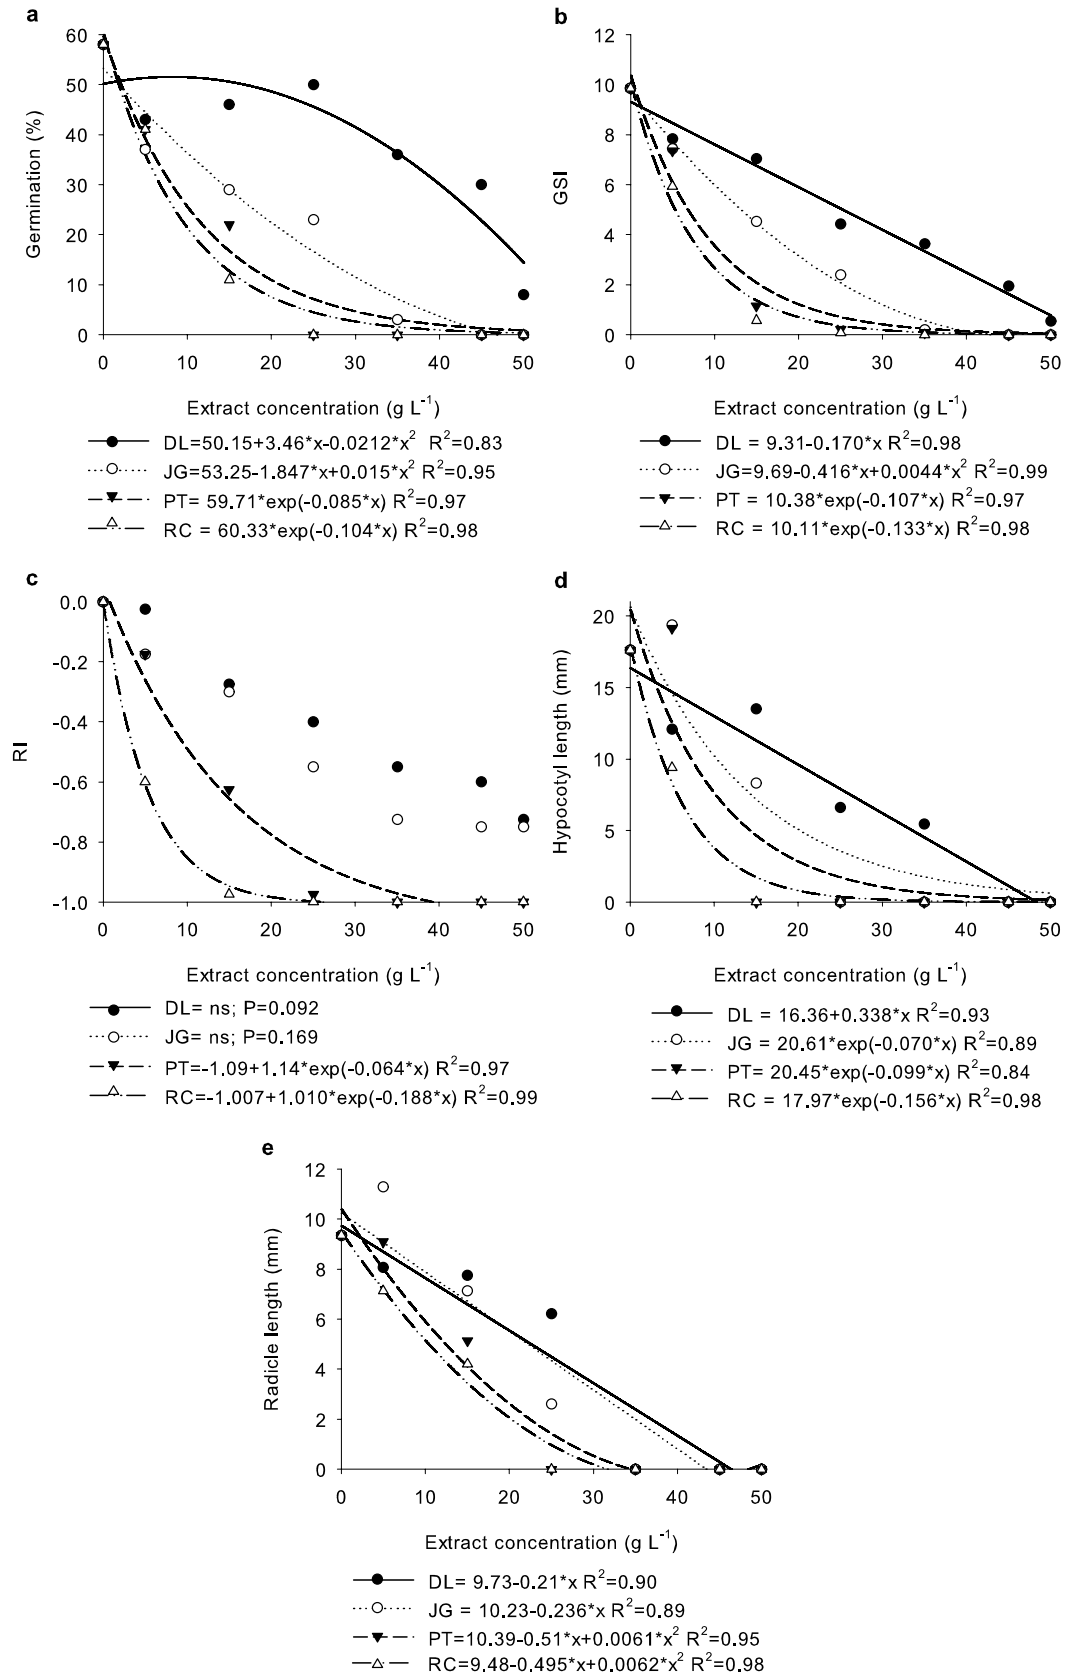 a
60
50
40
30
20
10
0
Germination (%)
0 10 20 30 40 50
Extract concentration (g L⁻¹)
DL=50.15+3.46*x-0.0212*x² R²=0.83
JG=53.25-1.847*x+0.015*x² R²=0.95
PT= 59.71*exp(-0.085*x) R²=0.97
RC = 60.33*exp(-0.104*x) R²=0.98
b
12
10
8
6
4
2
0
GSI
0 10 20 30 40 50
Extract concentration (g L⁻¹)
DL = 9.31-0.170*x R²=0.98
JG=9.69-0.416*x+0.0044*x² R²=0.99
PT = 10.38*exp(-0.107*x) R²=0.97
RC = 10.11*exp(-0.133*x) R²=0.98
c
0.0
-0.2
-0.4
-0.6
-0.8
-1.0
RI
0 10 20 30 40 50
Extract concentration (g L⁻¹)
DL= ns; P=0.092
JG= ns; P=0.169
PT=-1.09+1.14*exp(-0.064*x) R²=0.97
RC=-1.007+1.010*exp(-0.188*x) R²=0.99
d
20
15
10
5
0
Hypocotyl length (mm)
0 10 20 30 40 50
Extract concentration (g L⁻¹)
DL = 16.36+0.338*x R²=0.93
JG = 20.61*exp(-0.070*x) R²=0.89
PT= 20.45*exp(-0.099*x) R²=0.84
RC = 17.97*exp(-0.156*x) R²=0.98
e
12
10
8
6
4
2
0
Radicle length (mm)
0 10 20 30 40 50
Extract concentration (g L⁻¹)
DL= 9.73-0.21*x R²=0.90
JG = 10.23-0.236*x R²=0.89
PT=10.39-0.51*x+0.0061*x² R²=0.95
RC=9.48-0.495*x+0.0062*x² R²=0.98